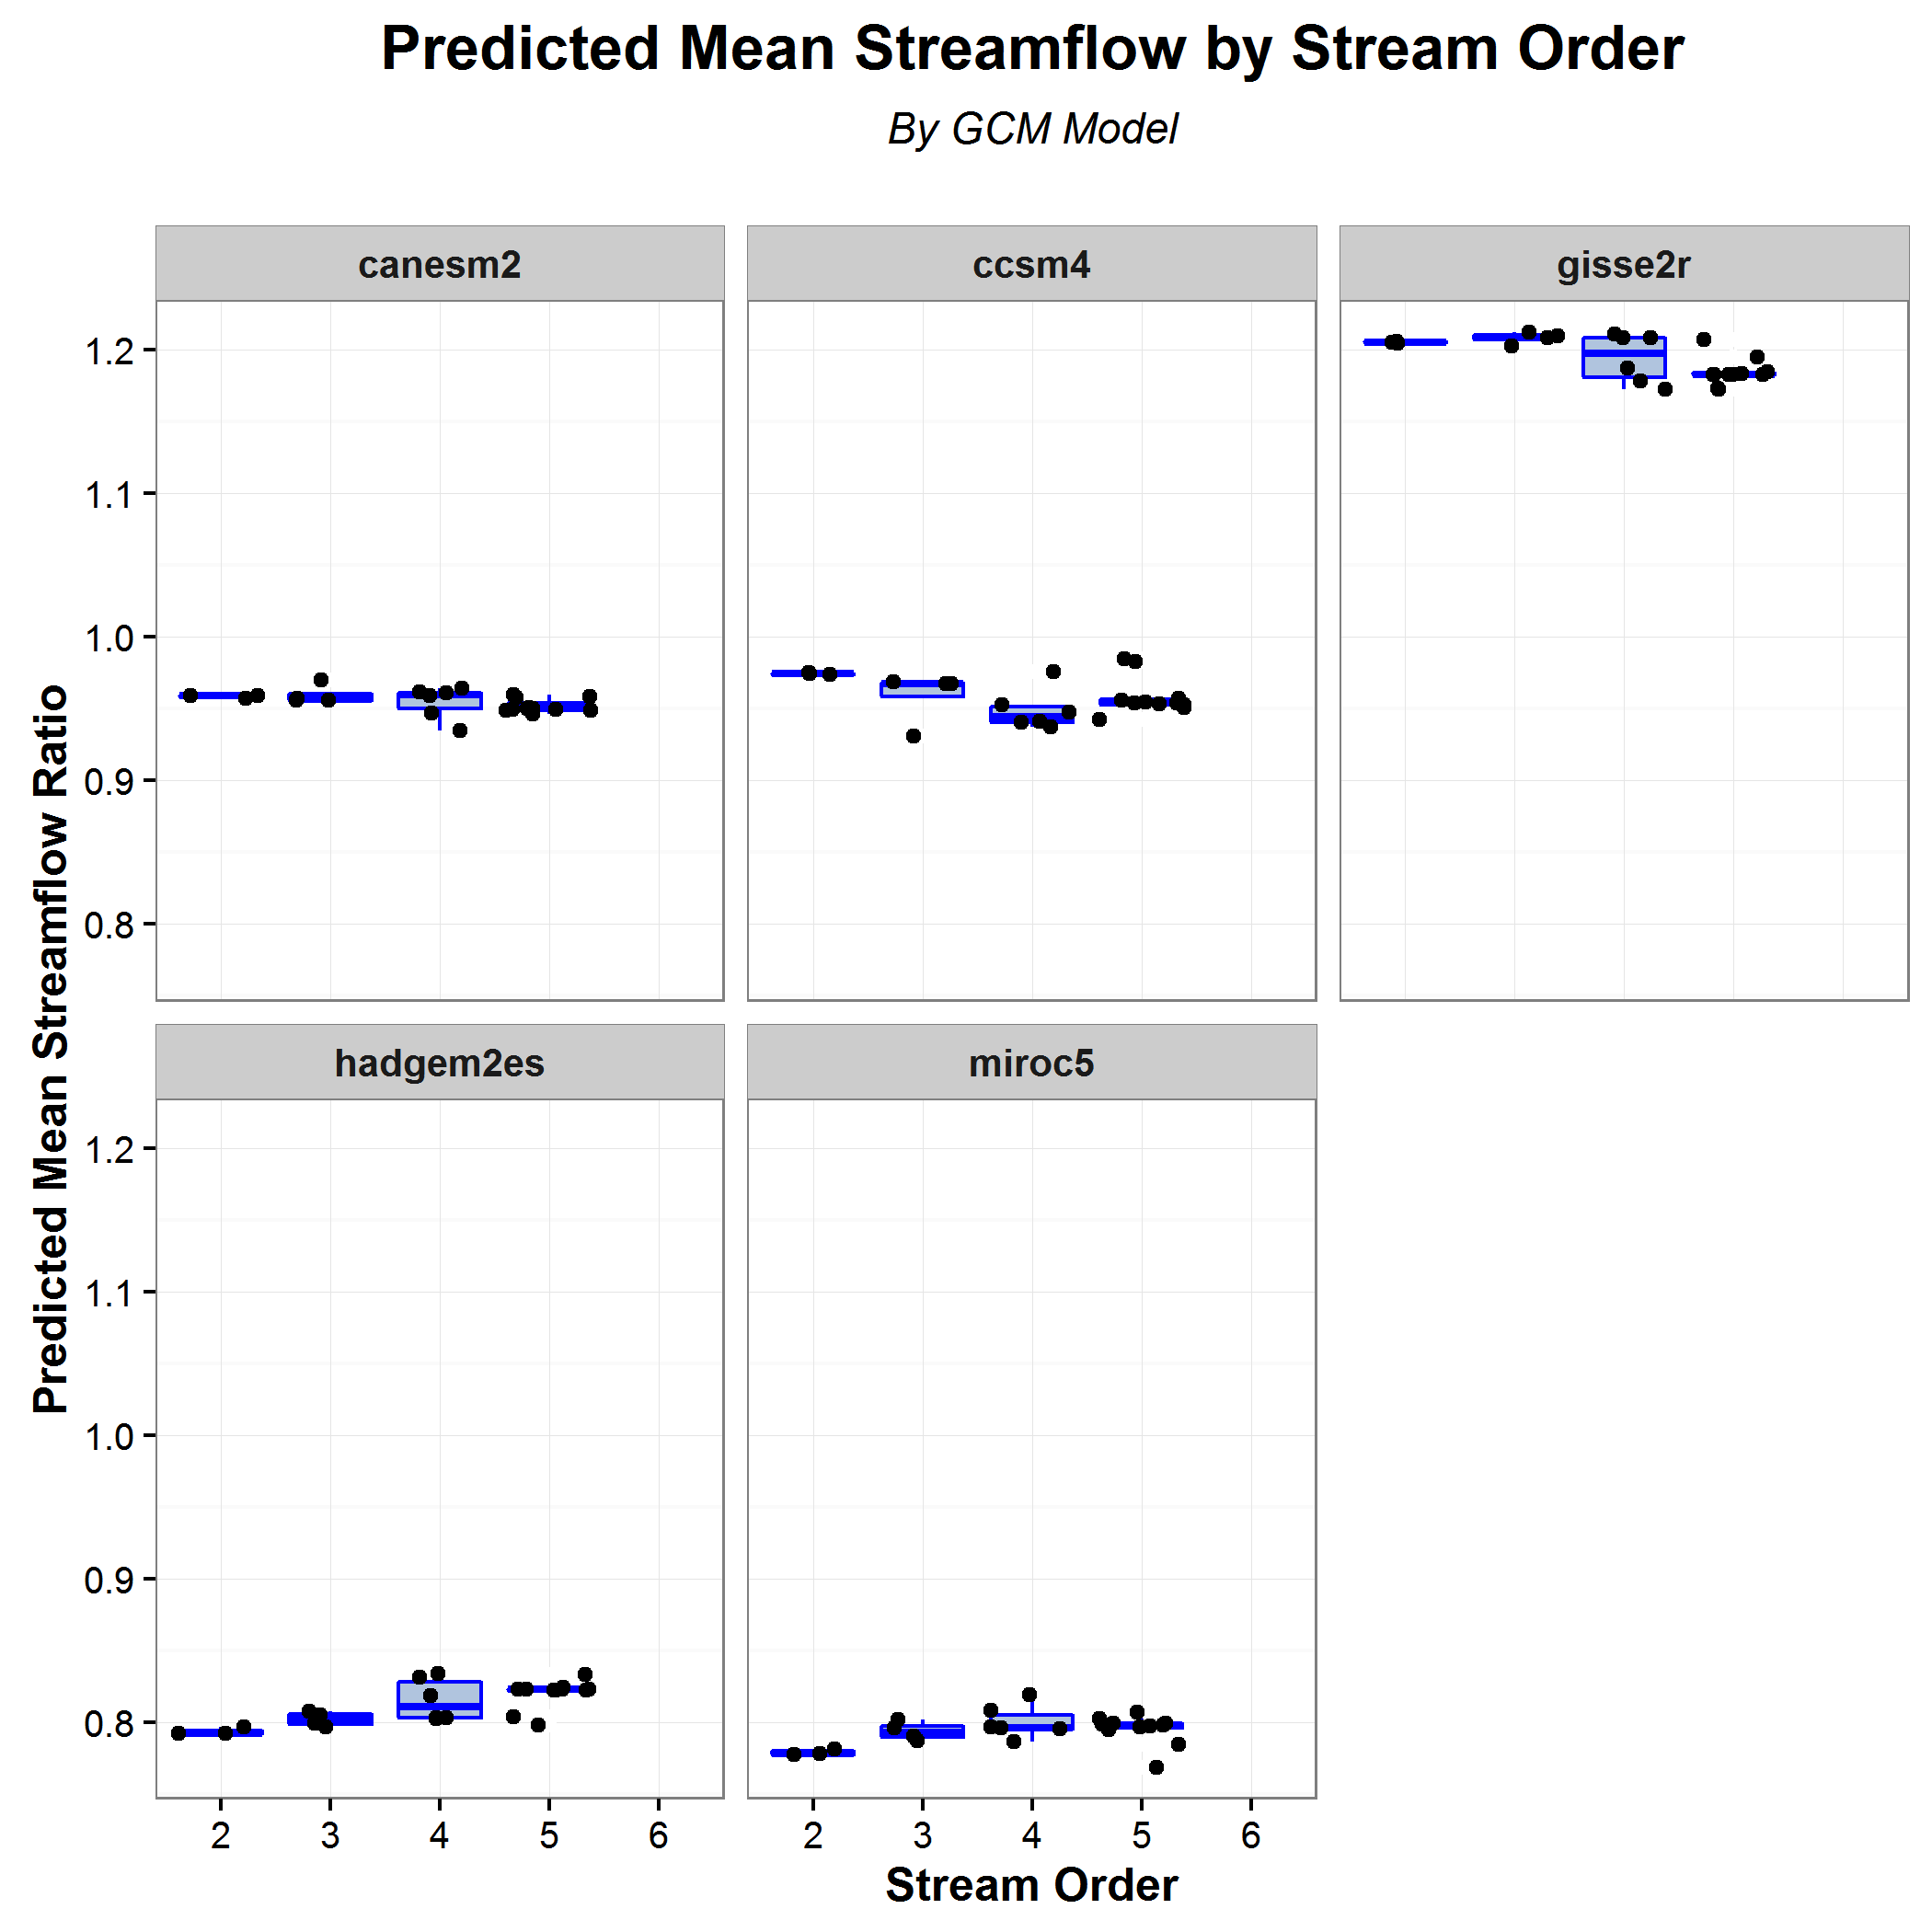 Predicted Mean Streamflow by Stream Order
By GCM Model
canesm2
ccsm4
gisse2r
1.2
1.1
1.0
0.9
0.8
Predicted Mean Streamflow Ratio
hadgem2es
miroc5
1.2
1.1
1.0
0.9
0.8
2 3 4 5 6
2 3 4 5 6
Stream Order